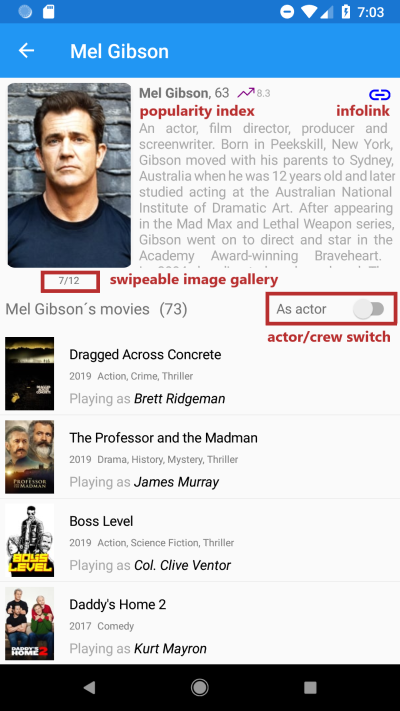 7:03
Mel Gibson
Mel Gibson, 63 8.3
popularity index infolink
An actor, film director, producer and
screenwriter. Born in Peekskill, New York,
Gibson moved with his parents to Sydney,
Australia when he was 12 years old and later
studied acting at the Australian National
Institute of Dramatic Art. After appearing
in the Mad Max and Lethal Weapon series,
Gibson went on to direct and star in the
Academy Award-winning Braveheart.
7/12 swipeable image gallery
Mel Gibson´s movies (73) As actor
actor/crew switch
Dragged Across Concrete
2019 Action, Crime, Thriller
Playing as Brett Ridgeman
The Professor and the Madman
2019 Drama, History, Mystery, Thriller
Playing as James Murray
PROFESSOR
MADMAN
Boss Level
2019 Action, Science Fiction, Thriller
Playing as Col. Clive Ventor
BOSS
LEVEL
Daddy's Home 2
2017 Comedy
Playing as Kurt Mayron
DADDY'S
HOME 2